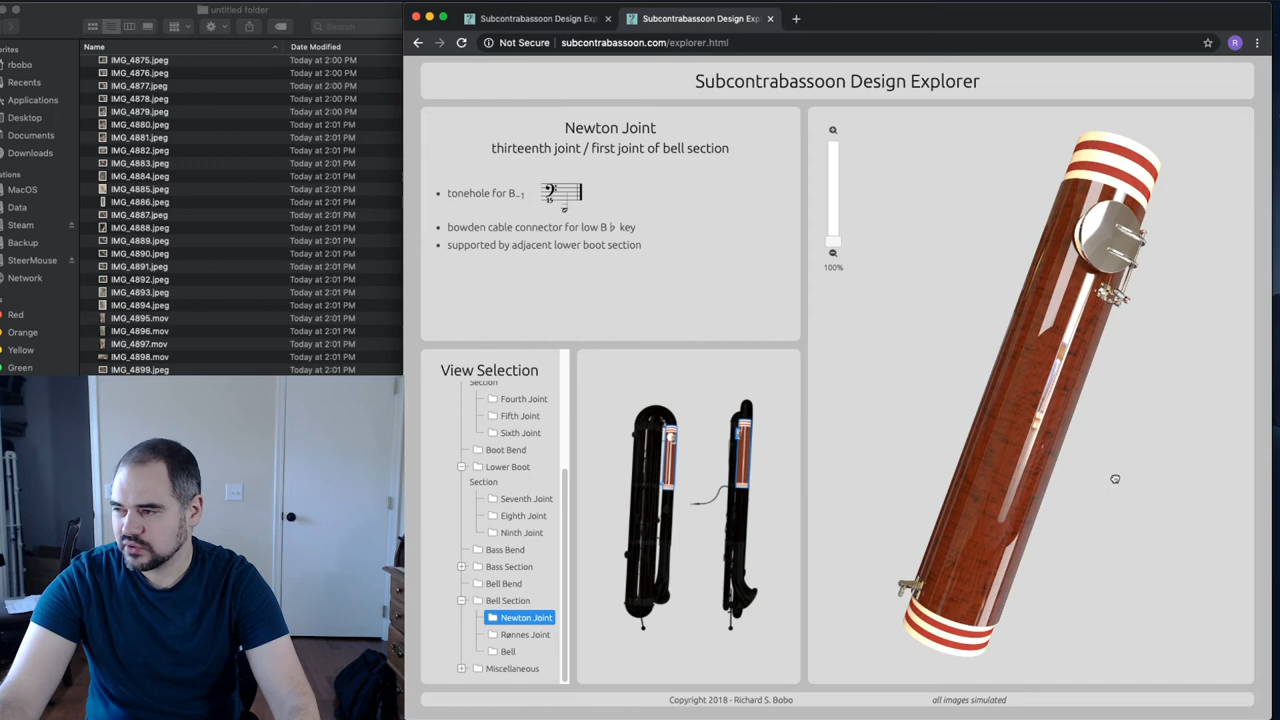 untitled folder
Search
Name
Date Modified
IMG_4875.jpeg Today at 2:00 PM
IMG_4876.jpeg Today at 2:00 PM
IMG_4877.jpeg Today at 2:00 PM
IMG_4878.jpeg Today at 2:00 PM
IMG_4879.jpeg Today at 2:00 PM
IMG_4880.jpeg Today at 2:01 PM
IMG_4881.jpeg Today at 2:01 PM
IMG_4882.jpeg Today at 2:01 PM
IMG_4883.jpeg Today at 2:01 PM
IMG_4884.jpeg Today at 2:01 PM
IMG_4885.jpeg Today at 2:01 PM
IMG_4886.jpeg Today at 2:01 PM
IMG_4887.jpeg Today at 2:01 PM
IMG_4888.jpeg Today at 2:01 PM
IMG_4889.jpeg Today at 2:01 PM
IMG_4890.jpeg Today at 2:01 PM
IMG_4891.jpeg Today at 2:01 PM
IMG_4892.jpeg Today at 2:01 PM
IMG_4893.jpeg Today at 2:01 PM
IMG_4894.jpeg Today at 2:01 PM
IMG_4895.mov Today at 2:01 PM
IMG_4896.mov Today at 2:01 PM
IMG_4897.mov Today at 2:01 PM
IMG_4898.mov Today at 2:01 PM
IMG_4899.jpeg Today at 2:01 PM
orites
rbobo
Recents
Applications
Desktop
Documents
Downloads
ations
MacOS
Data
Steam
Backup
SteerMouse
Network
Red
Orange
Yellow
Green
Subcontrabassoon Design Exp
Subcontrabassoon Design Exp
Not Secure
subcontrabassoon.com/explorer.html
R
Subcontrabassoon Design Explorer
Newton Joint
thirteenth joint / first joint of bell section
• tonehole for B₋₁
15
• bowden cable connector for low B♭ key
• supported by adjacent lower boot section
100%
View Selection
Section
Fourth Joint
Fifth Joint
Sixth Joint
Boot Bend
Lower Boot
Section
Seventh Joint
Eighth Joint
Ninth Joint
Bass Bend
Bass Section
Bell Bend
Bell Section
Newton Joint
Rønnes Joint
Bell
Miscellaneous
Copyright 2018 - Richard S. Bobo
all images simulated